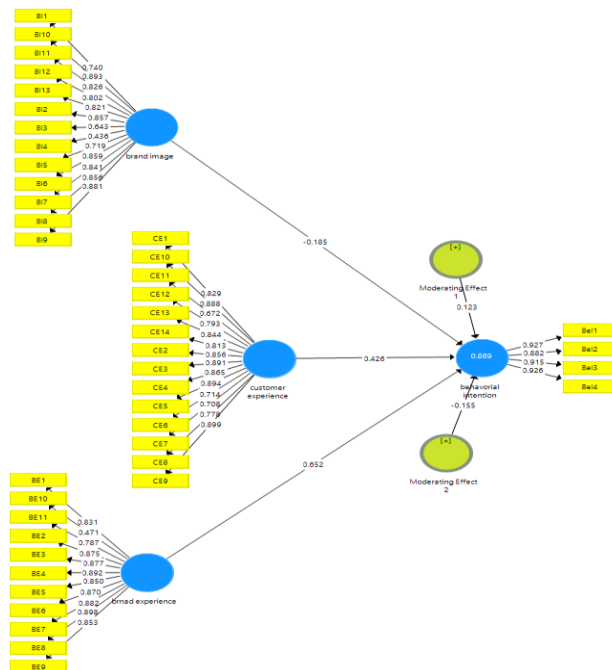 BI1
BI10
BI11
BI12
BI13
BI2
BI3
BI4
BI5
BI6
BI7
BI8
BI9
0.740
0.893
0.826
0.802
0.821
0.857
0.643
0.436
0.719
0.859
0.841
0.856
0.881
brand image
-0.185
CE1
CE10
CE11
CE12
CE13
CE14
CE2
CE3
CE4
CE5
CE6
CE7
CE8
CE9
0.829
0.888
0.672
0.793
0.844
0.813
0.856
0.891
0.865
0.894
0.714
0.708
0.778
0.899
customer
experience
0.426
[+]
Moderating Effect
1
0.123
0.869
behavorial
intention
0.927
0.882
0.915
0.926
BeI1
BeI2
BeI3
BeI4
-0.155
[+]
Moderating Effect
2
0.652
BE1
BE10
BE11
BE2
BE3
BE4
BE5
BE6
BE7
BE8
BE9
0.831
0.471
0.787
0.875
0.877
0.892
0.850
0.870
0.882
0.898
0.853
brnad experience